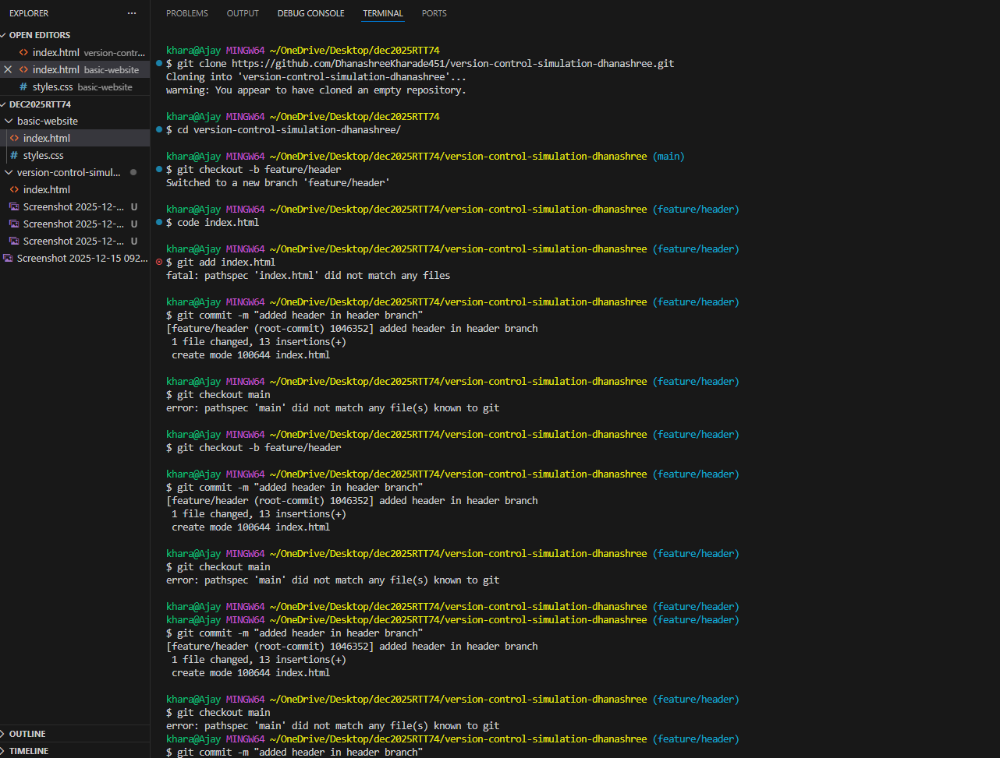 EXPLORER
...
OPEN EDITORS
index.html version-contr...
index.html basic-website
# styles.css basic-website
DEC2025RTT74
basic-website
index.html
# styles.css
version-control-simul...
index.html
Screenshot 2025-12-... U
Screenshot 2025-12-... U
Screenshot 2025-12-... U
Screenshot 2025-12-15 092...
OUTLINE
TIMELINE
PROBLEMS OUTPUT DEBUG CONSOLE TERMINAL PORTS
khara@Ajay MINGW64 ~/OneDrive/Desktop/dec2025RTT74
$ git clone https://github.com/DhanashreeKharade451/version-control-simulation-dhanashree.git
Cloning into 'version-control-simulation-dhanashree'...
warning: You appear to have cloned an empty repository.
khara@Ajay MINGW64 ~/OneDrive/Desktop/dec2025RTT74
$ cd version-control-simulation-dhanashree/
khara@Ajay MINGW64 ~/OneDrive/Desktop/dec2025RTT74/version-control-simulation-dhanashree (main)
$ git checkout -b feature/header
Switched to a new branch 'feature/header'
khara@Ajay MINGW64 ~/OneDrive/Desktop/dec2025RTT74/version-control-simulation-dhanashree (feature/header)
$ code index.html
khara@Ajay MINGW64 ~/OneDrive/Desktop/dec2025RTT74/version-control-simulation-dhanashree (feature/header)
$ git add index.html
fatal: pathspec 'index.html' did not match any files
khara@Ajay MINGW64 ~/OneDrive/Desktop/dec2025RTT74/version-control-simulation-dhanashree (feature/header)
$ git commit -m "added header in header branch"
[feature/header (root-commit) 1046352] added header in header branch
1 file changed, 13 insertions(+)
create mode 100644 index.html
khara@Ajay MINGW64 ~/OneDrive/Desktop/dec2025RTT74/version-control-simulation-dhanashree (feature/header)
$ git checkout main
error: pathspec 'main' did not match any file(s) known to git
khara@Ajay MINGW64 ~/OneDrive/Desktop/dec2025RTT74/version-control-simulation-dhanashree (feature/header)
$ git checkout -b feature/header
khara@Ajay MINGW64 ~/OneDrive/Desktop/dec2025RTT74/version-control-simulation-dhanashree (feature/header)
$ git commit -m "added header in header branch"
[feature/header (root-commit) 1046352] added header in header branch
1 file changed, 13 insertions(+)
create mode 100644 index.html
khara@Ajay MINGW64 ~/OneDrive/Desktop/dec2025RTT74/version-control-simulation-dhanashree (feature/header)
$ git checkout main
error: pathspec 'main' did not match any file(s) known to git
khara@Ajay MINGW64 ~/OneDrive/Desktop/dec2025RTT74/version-control-simulation-dhanashree (feature/header)
khara@Ajay MINGW64 ~/OneDrive/Desktop/dec2025RTT74/version-control-simulation-dhanashree (feature/header)
$ git commit -m "added header in header branch"
[feature/header (root-commit) 1046352] added header in header branch
1 file changed, 13 insertions(+)
create mode 100644 index.html
khara@Ajay MINGW64 ~/OneDrive/Desktop/dec2025RTT74/version-control-simulation-dhanashree (feature/header)
$ git checkout main
error: pathspec 'main' did not match any file(s) known to git
khara@Ajay MINGW64 ~/OneDrive/Desktop/dec2025RTT74/version-control-simulation-dhanashree (feature/header)
$ git commit -m "added header in header branch"